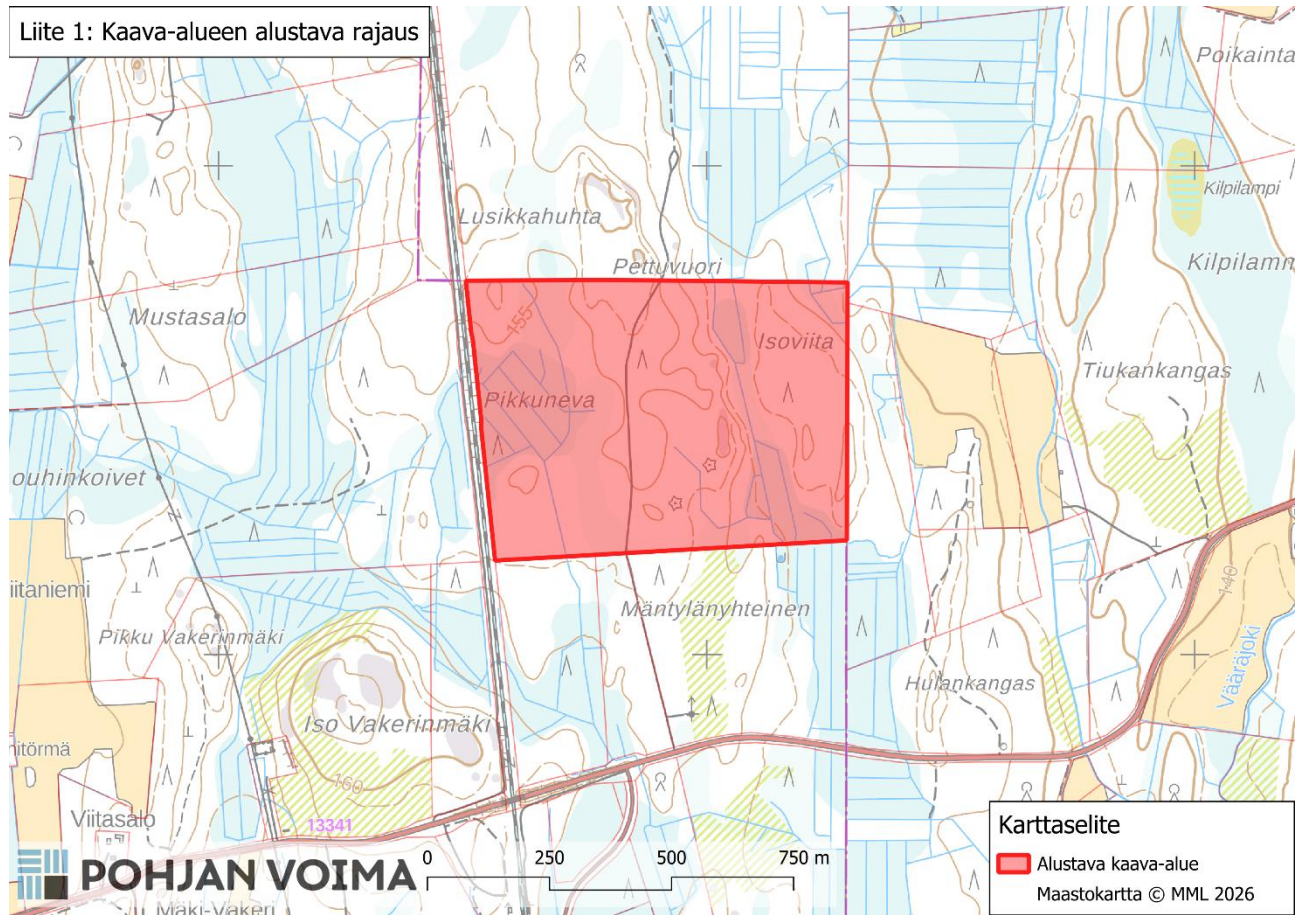 Liite 1: Kaava-alueen alustava rajaus
Poikainta
Kilpilampi
Lusikkahuhta
Pettuvuori
Kilpilamm
Mustasalo
155
Isoviita
Tiukankangas
Pikkuneva
ouhinkoivet
iitaniemi
Mäntylänyhteinen
140
Pikku Vakerinmäki
Hulankangas
Vääräjoki
Iso Vakerinmäki
itörmä
160
Viitasalo
13341
Karttaselite
Alustava kaava-alue
Maastokartta © MML 2026
POHJAN VOIMA
0 250 500 750 m
Mäki-Vakeri